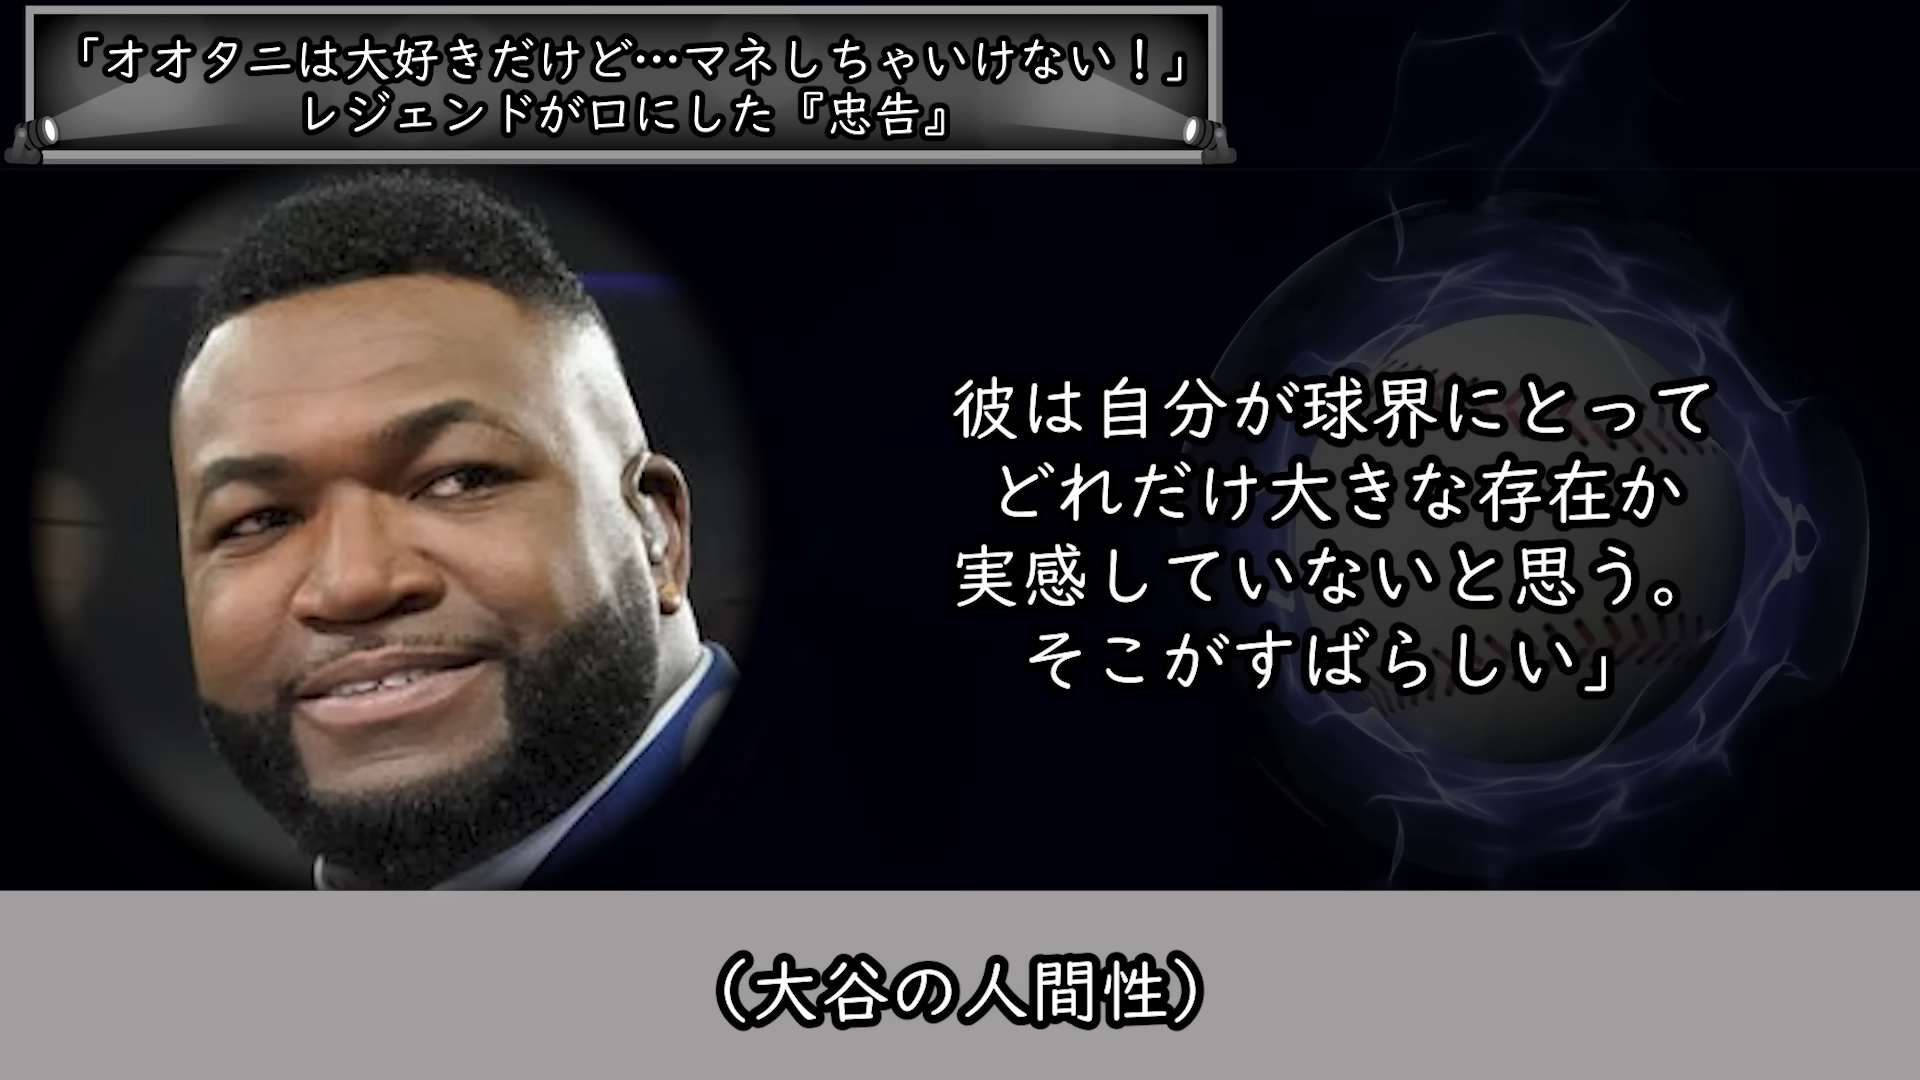 「オオタニは大好きだけど…マネしちゃいけない！」
レジェンドが口にした『忠告』
彼は自分が球界にとって
どれだけ大きな存在か
実感していないと思う。
そこがすばらしい」
（大谷の人間性）